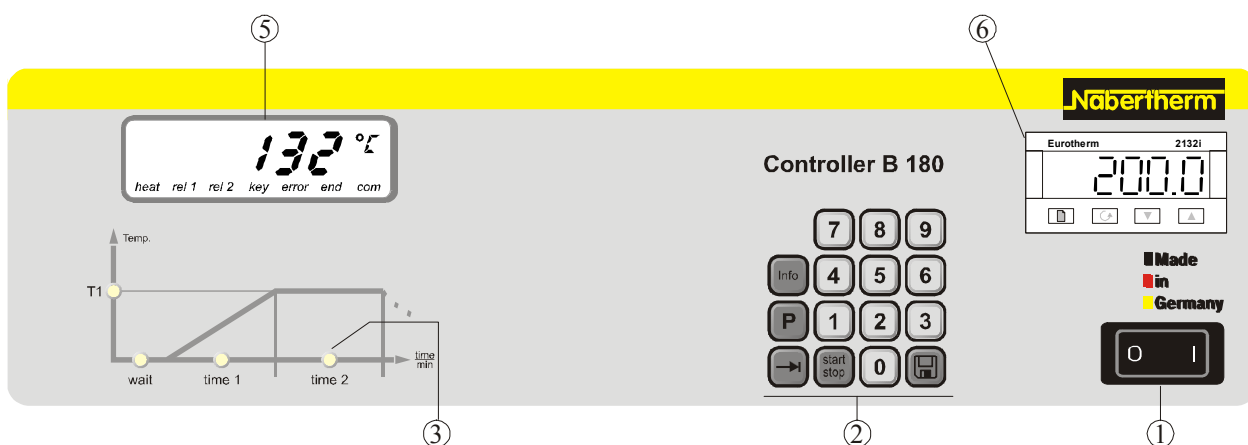 ⑤
⑥
Nabertherm
Eurotherm 2132i
200.0
132 °C
heat rel 1 rel 2 key error end com
Controller B 180
Temp.
T1
wait time 1 time 2
time
min
7 8 9
Info 4 5 6
P 1 2 3
start
stop
0
Made
in
Germany
O I
③
②
①